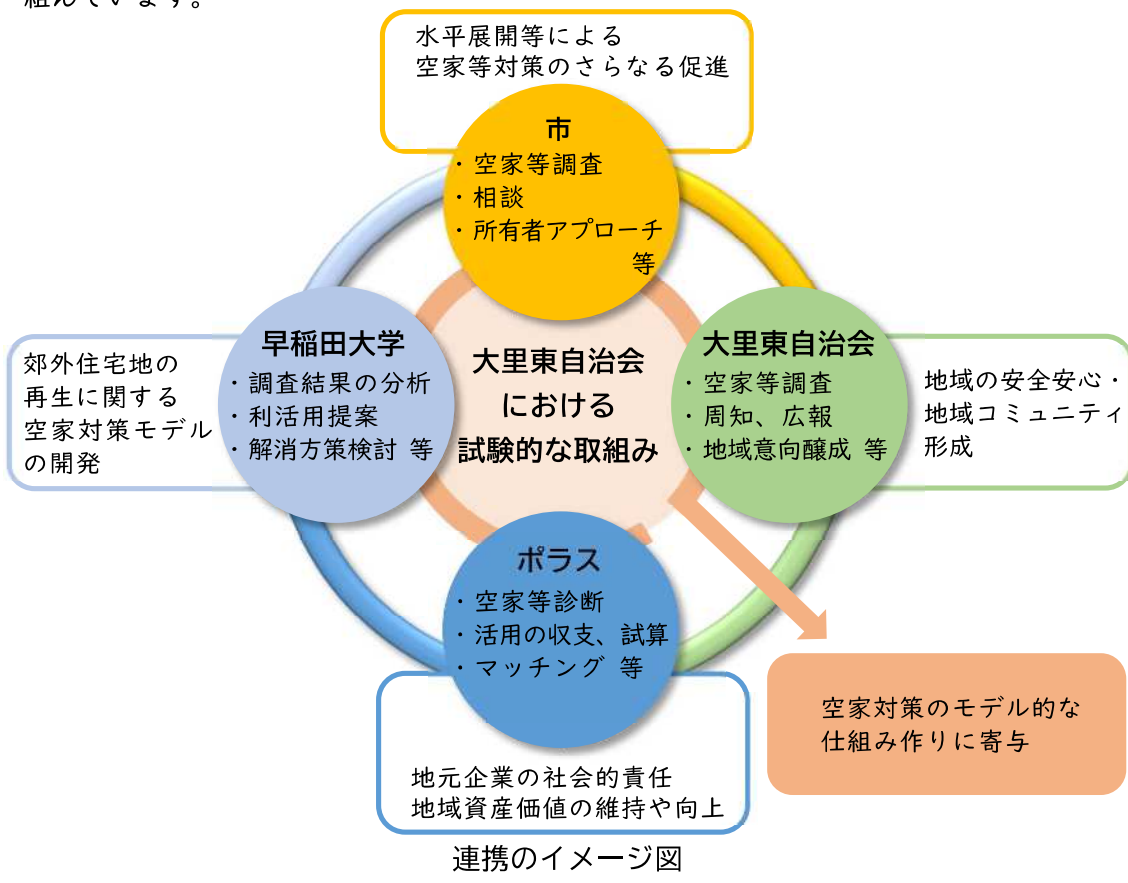 組んでいます。
水平展開等による
空家等対策のさらなる促進
市
・空家等調査
・相談
・所有者アプローチ
等
早稲田大学
・調査結果の分析
・利活用提案
・解消方策検討 等
郊外住宅地の
再生に関する
空家対策モデル
の開発
大里東自治会
における
試験的な取組み
大里東自治会
・空家等調査
・周知、広報
・地域意向醸成 等
地域の安全安心・
地域コミュニティ
形成
ポラス
・空家等診断
・活用の収支、試算
・マッチング 等
地元企業の社会的責任
地域資産価値の維持や向上
空家対策のモデル的な
仕組み作りに寄与
連携のイメージ図